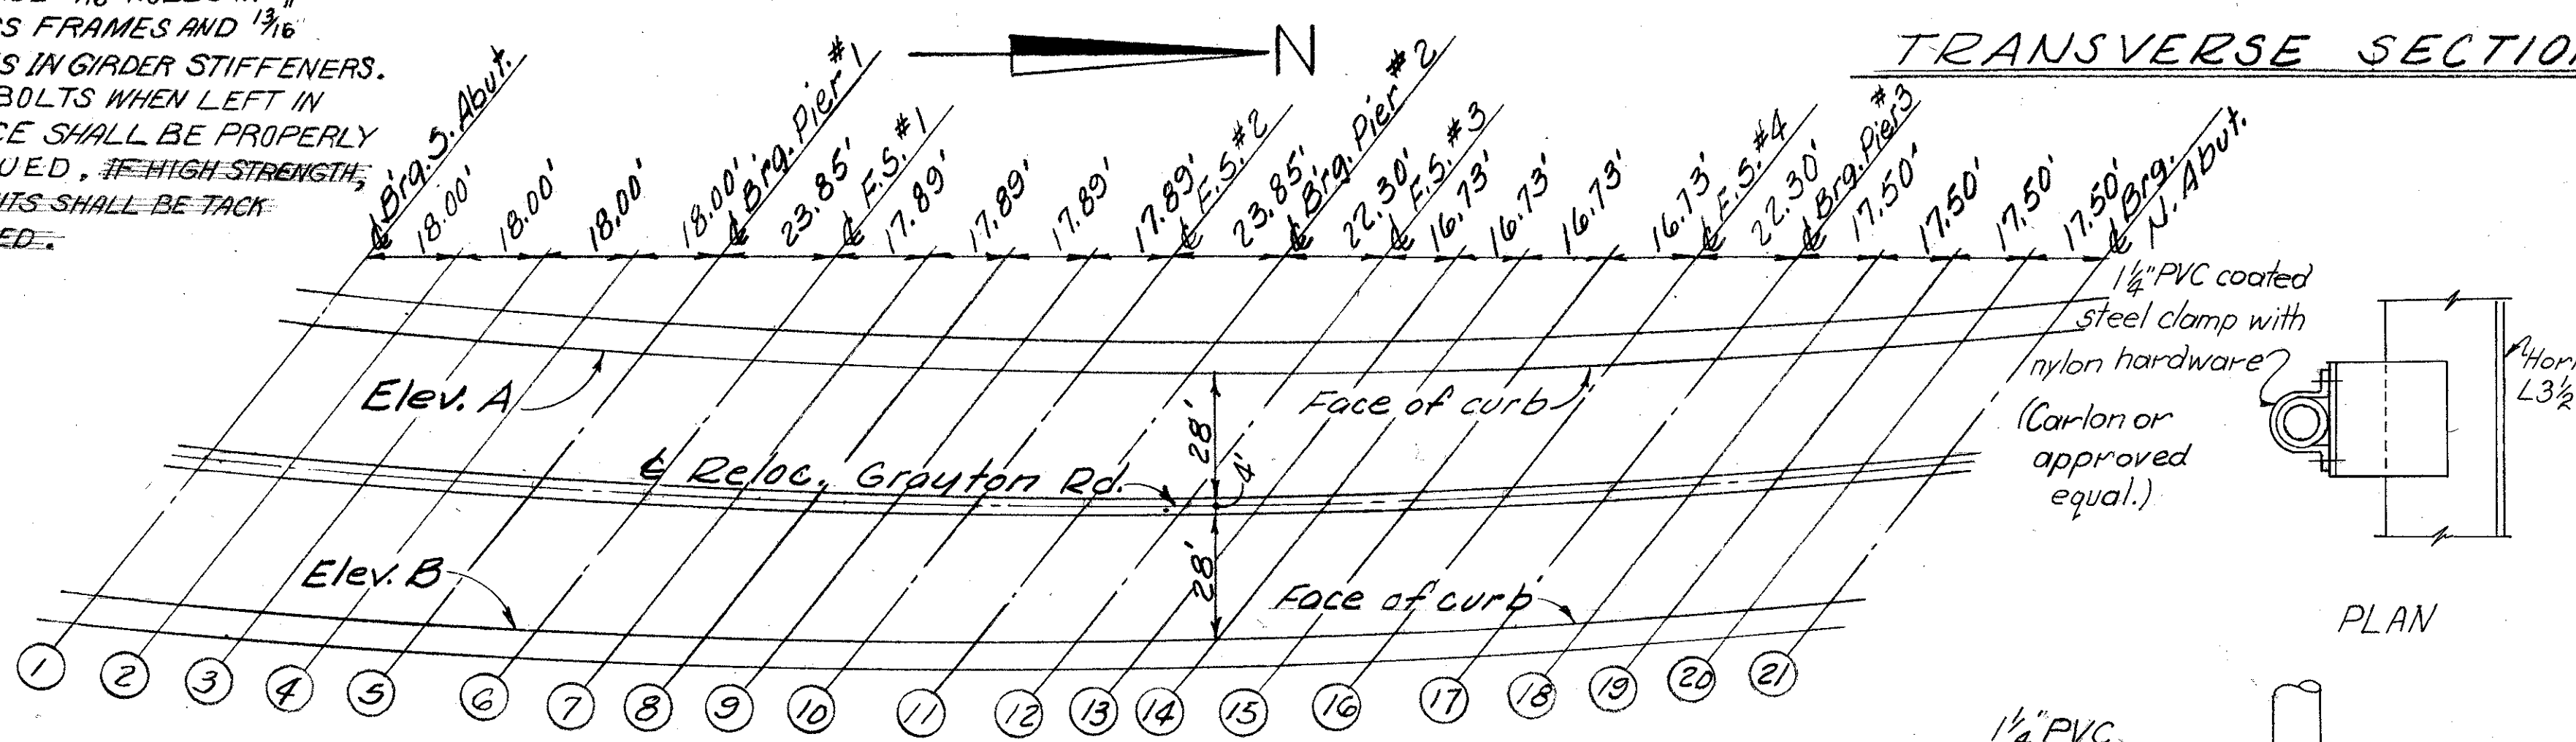 S FRAMES AND 13/16"
S IN GIRDER STIFFENERS.
BOLTS WHEN LEFT IN
CE SHALL BE PROPERLY
UED. IF HIGH STRENGTH,
ITS SHALL BE TACK
ED.
N
TRANSVERSE SECTION
℄ Brg. S. Abut.
18.00'
18.00'
18.00'
18.00'
℄ Brg. Pier #1
23.85'
℄ F.S. #1
17.89'
17.89'
17.89'
17.89'
℄ F.S. #2
23.85'
℄ Brg. Pier #2
22.30'
℄ F.S. #3
16.73'
16.73'
16.73'
16.73'
℄ F.S. #4
22.30'
℄ Brg. Pier #3
17.50'
17.50'
17.50'
17.50'
℄ Brg.
N. Abut.
Elev. A
Face of curb
28'
℄ Reloc. Grayton Rd.
4'
28'
Elev. B
Face of curb
1
2
3
4
5
6
7
8
9
10
11
12
13
14
15
16
17
18
19
20
21
1¼" PVC coated
steel clamp with
nylon hardware
(Carlon or
approved
equal.)
Hori
L3½
PLAN
1¼" PVC